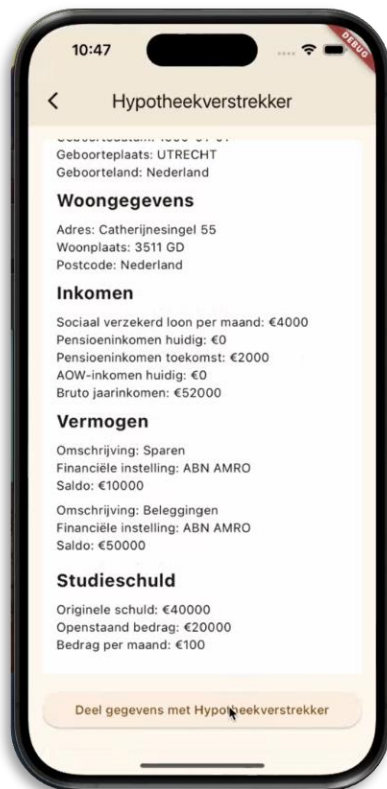 10:47
DEBUG
Hypotheekverstrekker
Geboorteplaats: UTRECHT
Geboorteland: Nederland
Woongegevens
Adres: Catherijnesingel 55
Woonplaats: 3511 GD
Postcode: Nederland
Inkomen
Sociaal verzekerd loon per maand: €4000
Pensioeninkomen huidig: €0
Pensioeninkomen toekomst: €2000
AOW-inkomen huidig: €0
Bruto jaarinkomen: €52000
Vermogen
Omschrijving: Sparen
Financiële instelling: ABN AMRO
Saldo: €10000
Omschrijving: Beleggingen
Financiële instelling: ABN AMRO
Saldo: €50000
Studieschuld
Originele schuld: €40000
Openstaand bedrag: €20000
Bedrag per maand: €100
Deel gegevens met Hypotheekverstrekker